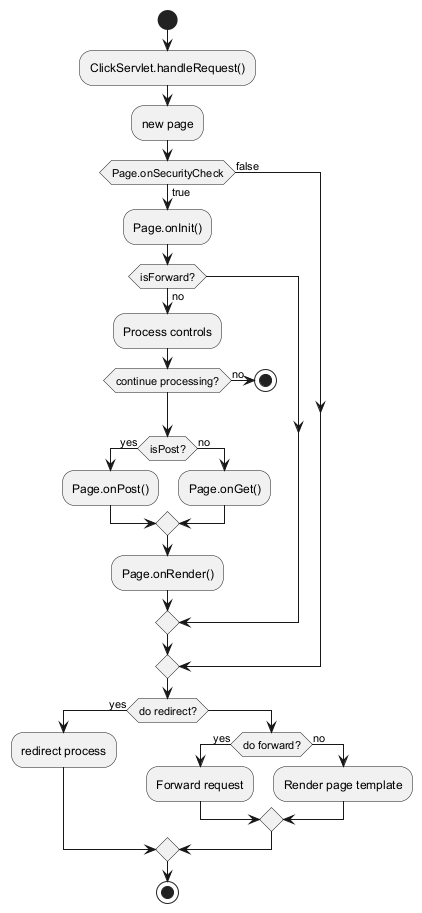 ClickServlet.handleRequest()
new page
Page.onSecurityCheck
false
true
Page.onInit()
isForward?
no
Process controls
continue processing?
no
isPost?
yes
no
Page.onPost()
Page.onGet()
Page.onRender()
do redirect?
yes
redirect process
do forward?
yes
no
Forward request
Render page template